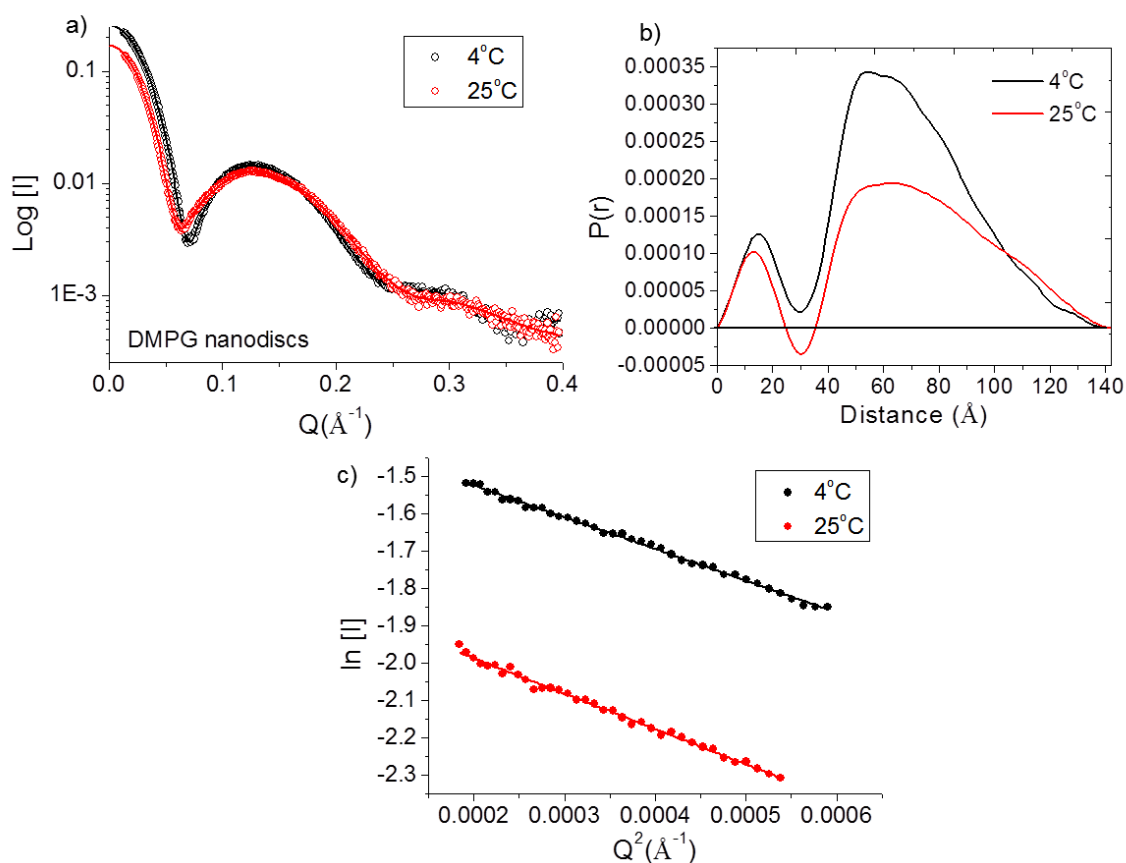 a)
4°C
25°C
0.1
0.01
1E-3
Log [I]
DMPG nanodiscs
0.0 0.1 0.2 0.3 0.4
Q(Å⁻¹)
b)
4°C
25°C
0.00035
0.00030
0.00025
0.00020
0.00015
0.00010
0.00005
0.00000
-0.00005
P(r)
0 20 40 60 80 100 120 140
Distance (Å)
c)
4°C
25°C
-1.5
-1.6
-1.7
-1.8
-1.9
-2.0
-2.1
-2.2
-2.3
ln [I]
0.0002 0.0003 0.0004 0.0005 0.0006
Q²(Å⁻¹)